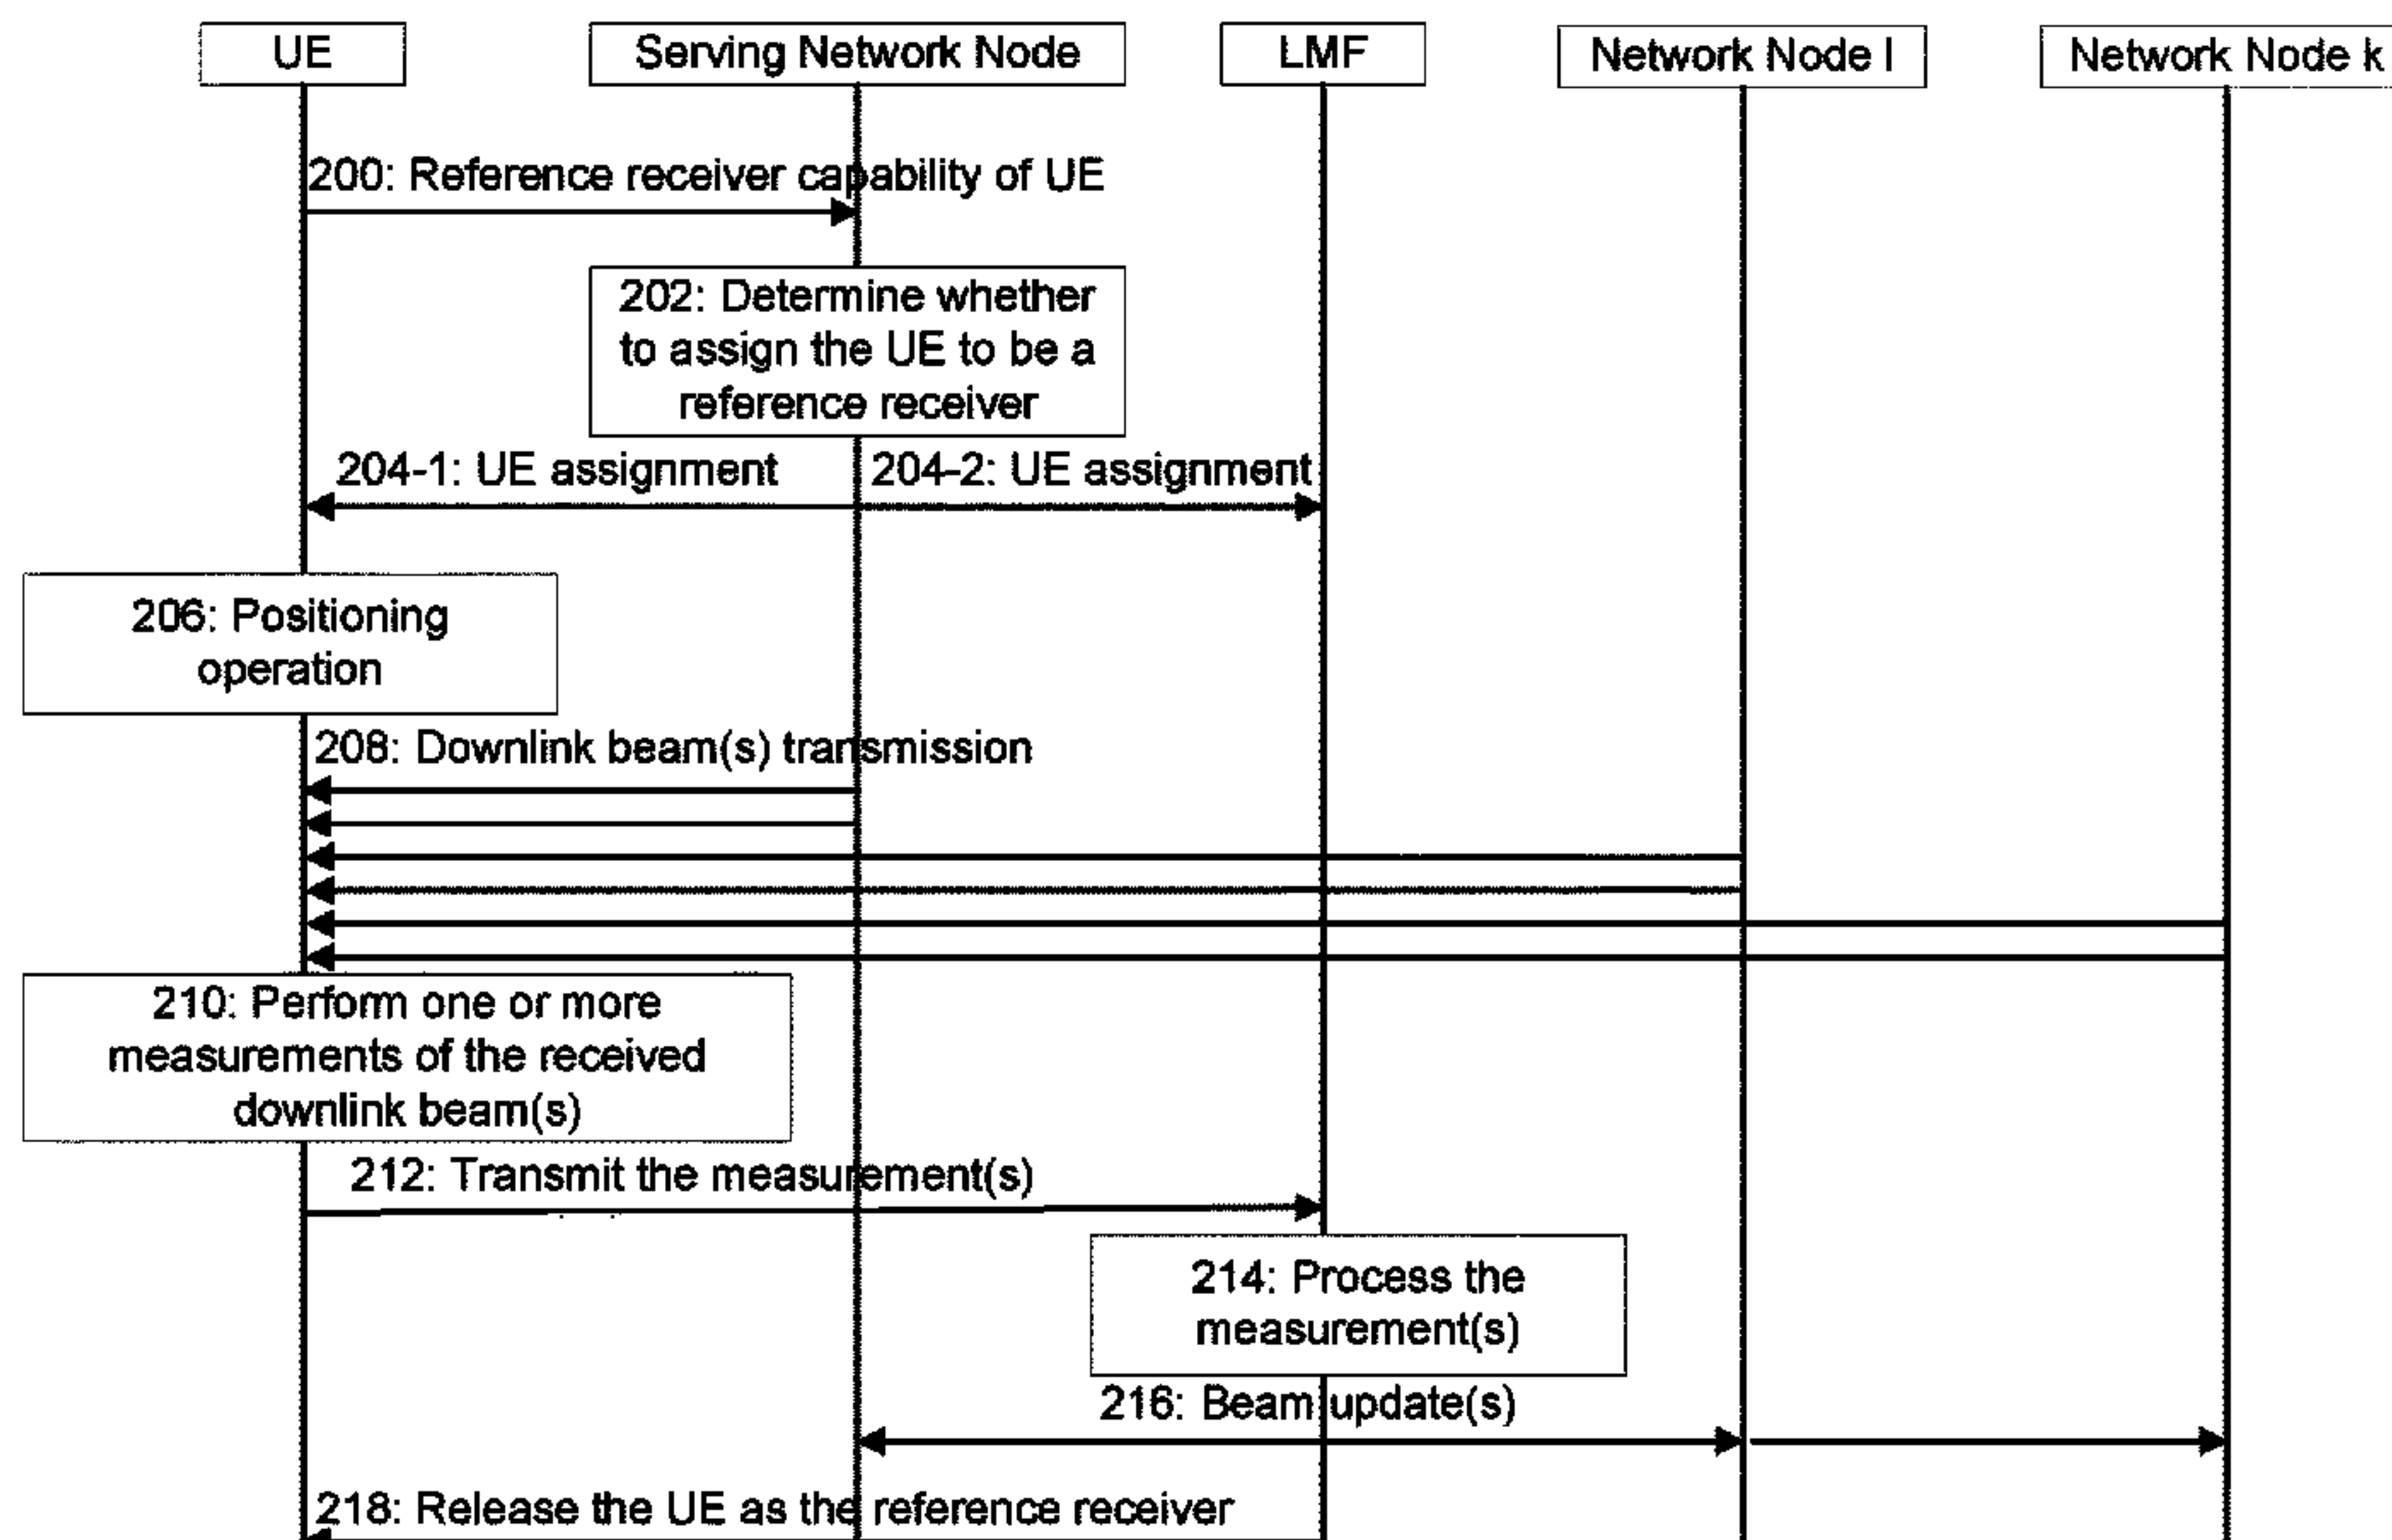 UE
Serving Network Node
LMF
Network Node l
Network Node k
200: Reference receiver capability of UE
202: Determine whether
to assign the UE to be a
reference receiver
204-1: UE assignment
204-2: UE assignment
206: Positioning
operation
208: Downlink beam(s) transmission
210: Perform one or more
measurements of the received
downlink beam(s)
212: Transmit the measurement(s)
214: Process the
measurement(s)
216: Beam update(s)
218: Release the UE as the reference receiver